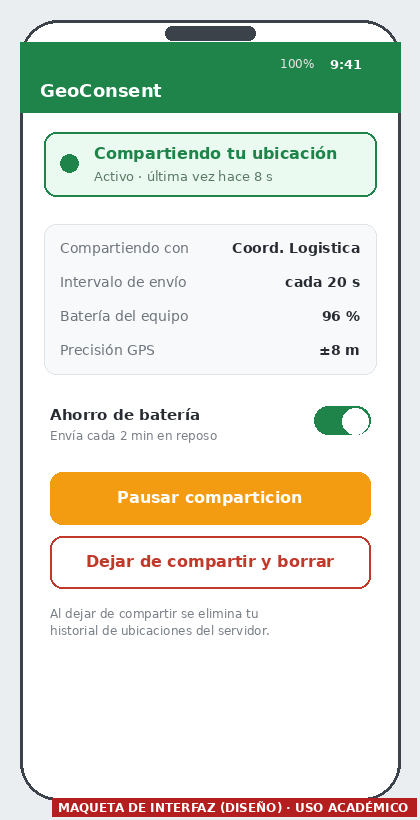 100% 9:41
GeoConsent
Compartiendo tu ubicación
Activo · última vez hace 8 s
Compartiendo con Coord. Logistica
Intervalo de envío cada 20 s
Batería del equipo 96 %
Precisión GPS ±8 m
Ahorro de batería
Envía cada 2 min en reposo
Pausar comparticion
Dejar de compartir y borrar
Al dejar de compartir se elimina tu
historial de ubicaciones del servidor.
MAQUETA DE INTERFAZ (DISEÑO) · USO ACADÉMICO